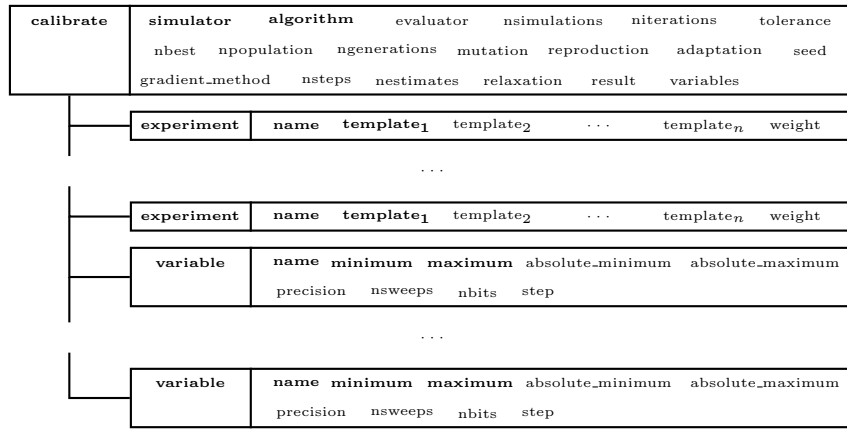 calibrate simulator algorithm evaluator nsimulations niterations tolerance
nbest npopulation ngenerations mutation reproduction adaptation seed
gradient_method nsteps nestimates relaxation result variables
experiment name template₁ template₂ ··· templateₙ weight
...
experiment name template₁ template₂ ··· templateₙ weight
variable name minimum maximum absolute_minimum absolute_maximum
precision nsweeps nbits step
...
variable name minimum maximum absolute_minimum absolute_maximum
precision nsweeps nbits step